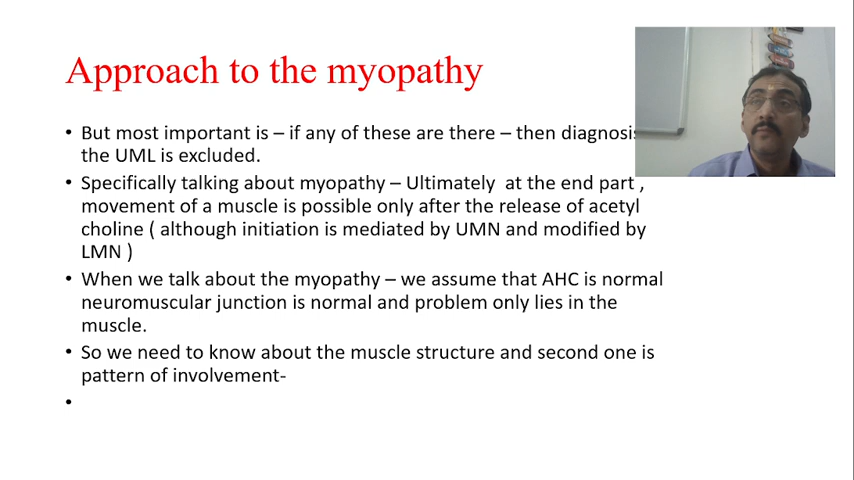 Approach to the myopathy
• But most important is – if any of these are there – then diagnosis
the UML is excluded.
• Specifically talking about myopathy – Ultimately at the end part ,
movement of a muscle is possible only after the release of acetyl
choline ( although initiation is mediated by UMN and modified by
LMN )
• When we talk about the myopathy – we assume that AHC is normal
neuromuscular junction is normal and problem only lies in the
muscle.
• So we need to know about the muscle structure and second one is
pattern of involvement-
•